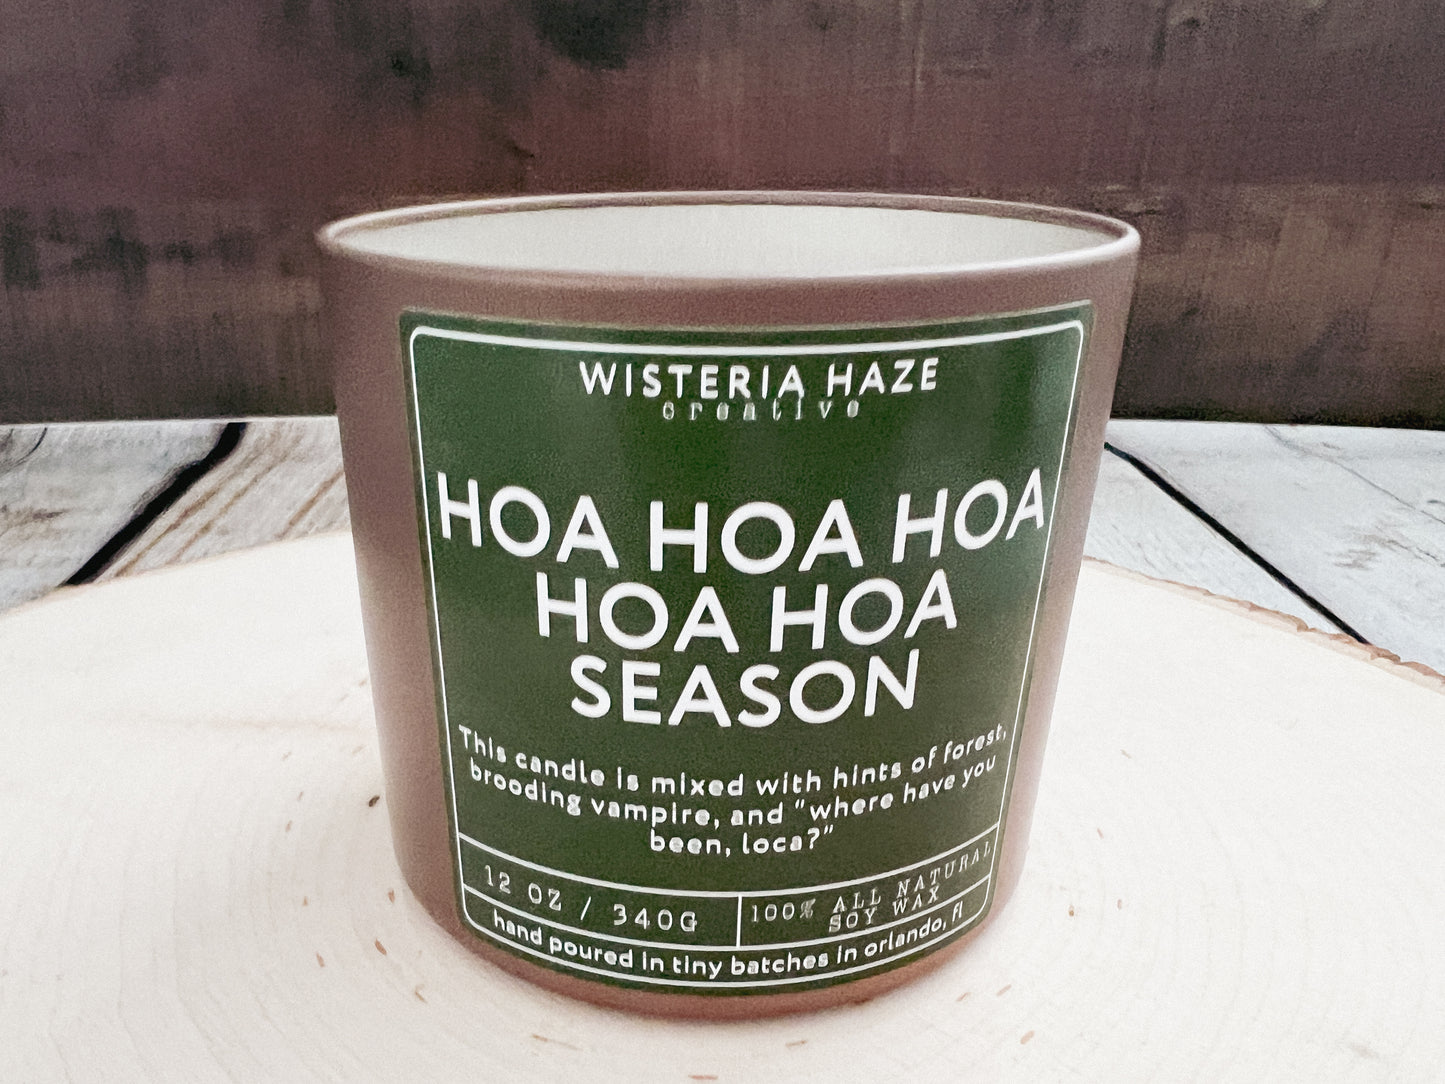 WISTERIA HAZE
creative
HOA HOA HOA
HOA HOA
SEASON
This candle is mixed with hints of forest,
brooding vampire, and "where have you
been, loca?"
12 OZ / 340G
100% ALL NATURAL
SOY WAX
hand poured in tiny batches in orlando, fl